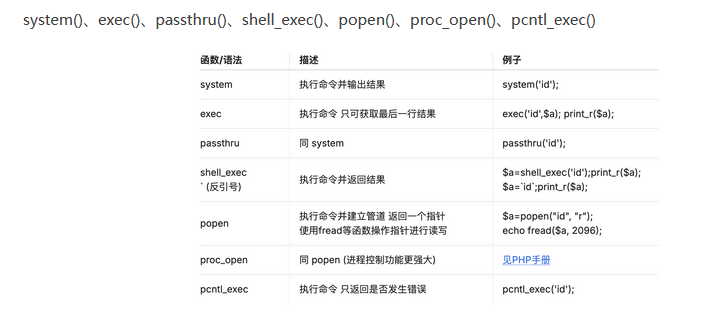 system()、exec()、passthru()、shell_exec()、popen()、proc_open()、pcntl_exec()
函数/语法 描述 例子
system 执行命令并输出结果 system('id');
exec 执行命令 只可获取最后一行结果 exec('id',$a); print_r($a);
passthru 同 system passthru('id');
shell_exec
` (反引号) 执行命令并返回结果 $a=shell_exec('id');print_r($a);
$a=`id`;print_r($a);
popen 执行命令并建立管道 返回一个指针
使用fread等函数操作指针进行读写 $a=popen("id", "r");
echo fread($a, 2096);
proc_open 同 popen (进程控制功能更强大) 见PHP手册
pcntl_exec 执行命令 只返回是否发生错误 pcntl_exec('id');